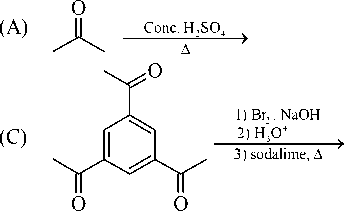 (A)
O
Conc. H₂SO₄
Δ
(C)
O
O
O
1) Br₂ . NaOH
2) H₃O⁺
3) sodalime, Δ